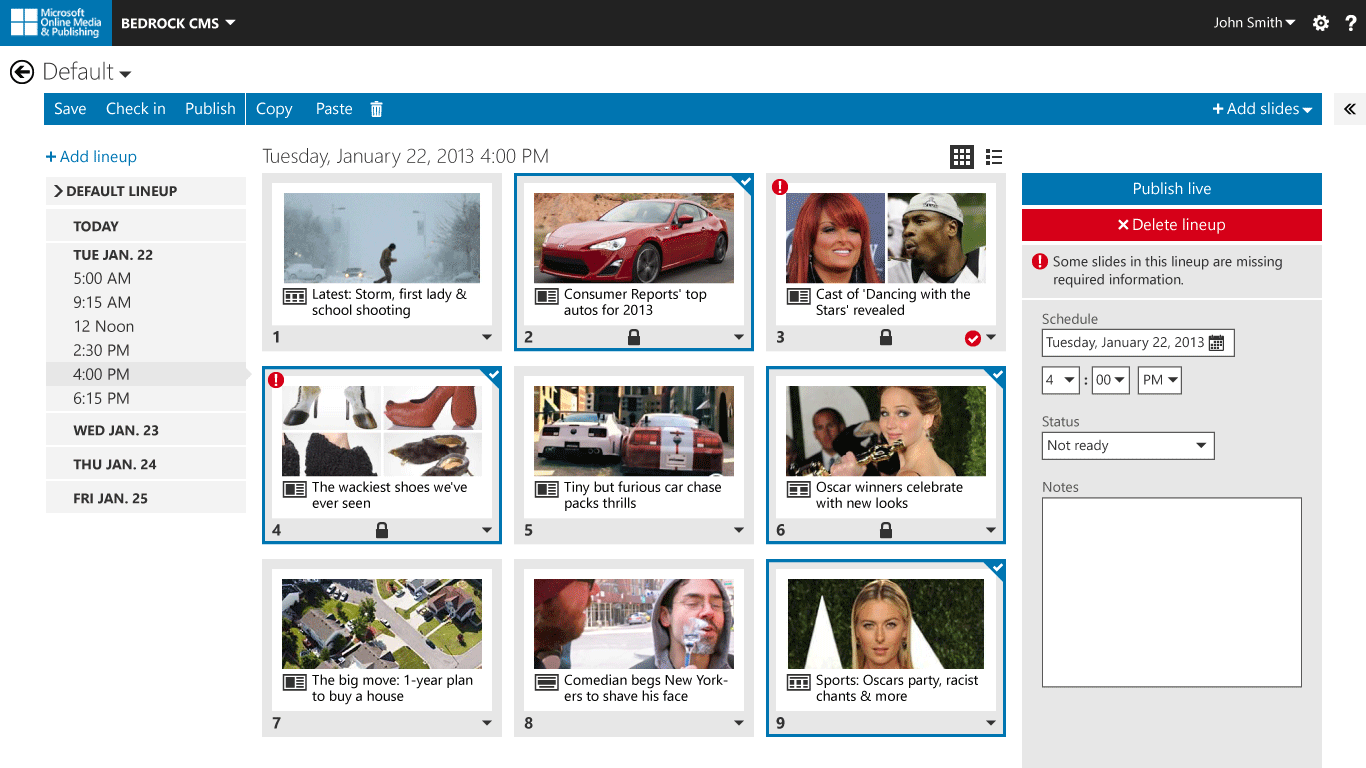 Microsoft
Online Media
& Publishing
BEDROCK CMS
John Smith
?
Default
Save Check in Publish Copy Paste
+ Add slides
+ Add lineup
DEFAULT LINEUP
TODAY
TUE JAN. 22
5:00 AM
9:15 AM
12 Noon
2:30 PM
4:00 PM
6:15 PM
WED JAN. 23
THU JAN. 24
FRI JAN. 25
Tuesday, January 22, 2013 4:00 PM
Latest: Storm, first lady &
school shooting
1
Consumer Reports' top
autos for 2013
2
Cast of 'Dancing with the
Stars' revealed
3
The wackiest shoes we've
ever seen
4
Tiny but furious car chase
packs thrills
5
Oscar winners celebrate
with new looks
6
The big move: 1-year plan
to buy a house
7
Comedian begs New York-
ers to shave his face
8
Sports: Oscars party, racist
chants & more
9
Publish live
Delete lineup
Some slides in this lineup are missing
required information.
Schedule
Tuesday, January 22, 2013
4 : 00 PM
Status
Not ready
Notes